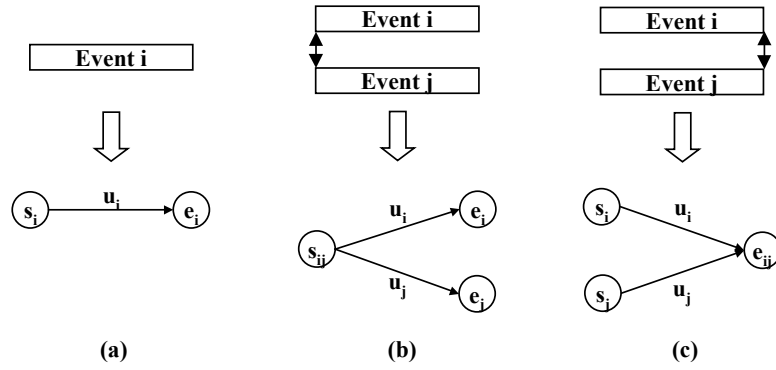 Event i
u_i
s_i
e_i
(a)
Event i
Event j
u_i
e_i
s_ij
u_j
e_j
(b)
Event i
Event j
s_i
u_i
e_ij
s_j
u_j
(c)